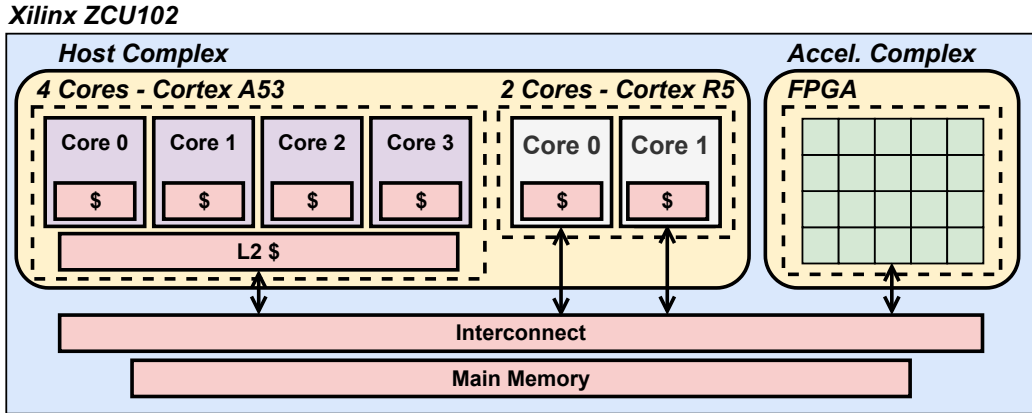 Xilinx ZCU102
Host Complex
Accel. Complex
4 Cores - Cortex A53
2 Cores - Cortex R5
FPGA
Core 0
Core 1
Core 2
Core 3
Core 0
Core 1
$
$
$
$
$
$
L2 $
Interconnect
Main Memory